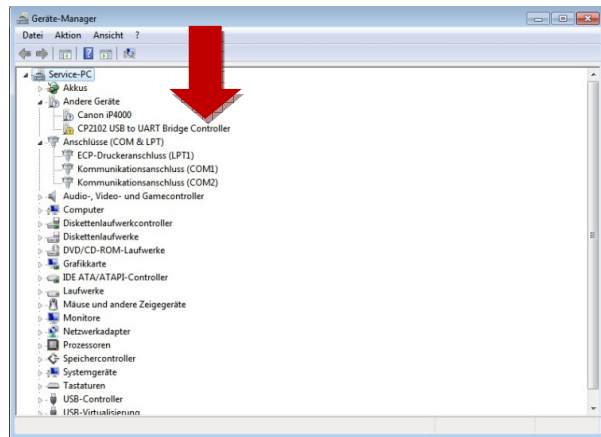 Geräte-Manager
Datei Aktion Ansicht ?
Service-PC
Akkus
Andere Geräte
Canon iP4000
CP2102 USB to UART Bridge Controller
Anschlüsse (COM & LPT)
ECP-Druckeranschluss (LPT1)
Kommunikationsanschluss (COM1)
Kommunikationsanschluss (COM2)
Audio-, Video- und Gamecontroller
Computer
Diskettenlaufwerkcontroller
Diskettenlaufwerke
DVD/CD-ROM-Laufwerke
Grafikkarte
IDE ATA/ATAPI-Controller
Laufwerke
Mäuse und andere Zeigegeräte
Monitore
Netzwerkadapter
Prozessoren
Speichercontroller
Systemgeräte
Tastaturen
USB-Controller
USB-Virtualisierung